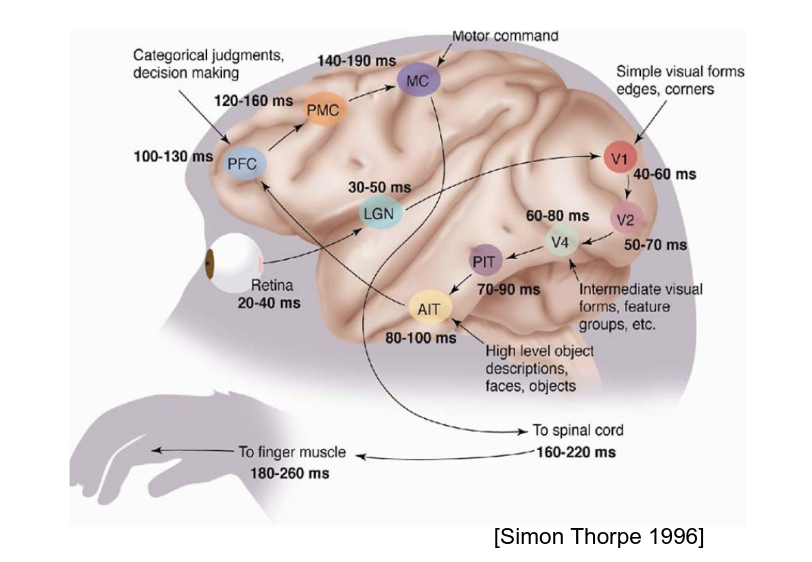 Motor command
Categorical judgments,
decision making
140-190 ms
MC
Simple visual forms
edges, corners
120-160 ms
PMC
100-130 ms
PFC
V1
40-60 ms
30-50 ms
LGN
60-80 ms
V2
V4
50-70 ms
PIT
Retina
20-40 ms
70-90 ms
Intermediate visual
forms, feature
groups, etc.
AIT
80-100 ms
High level object
descriptions,
faces, objects
To spinal cord
160-220 ms
To finger muscle
180-260 ms
[Simon Thorpe 1996]